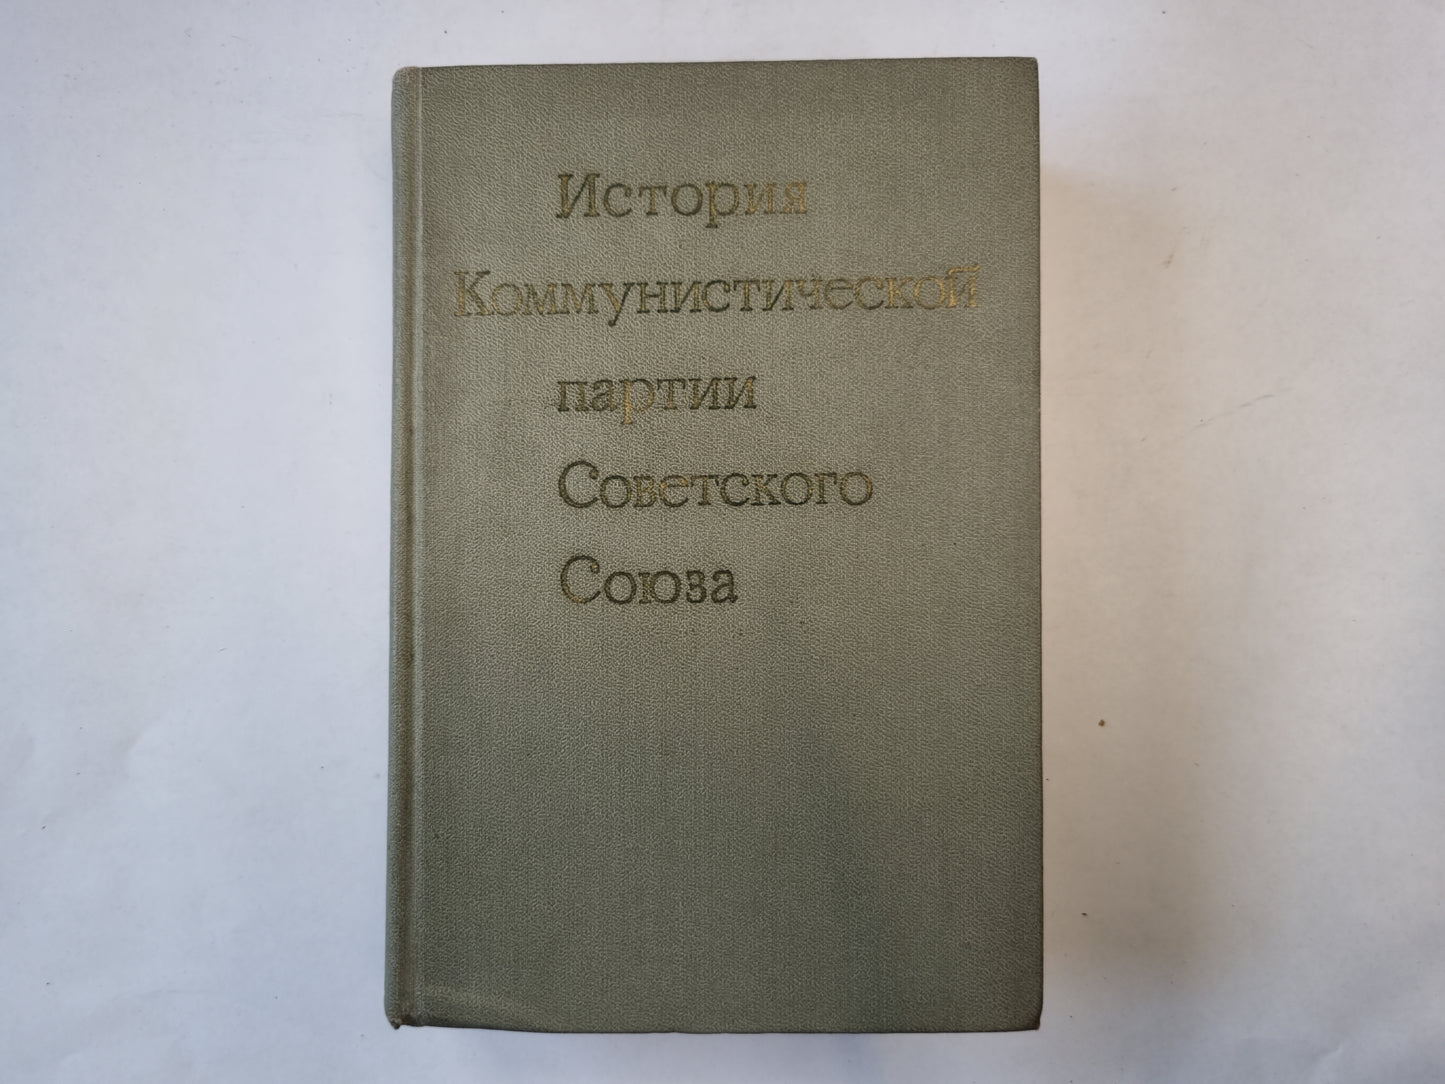 История
Коммунистической
партии
Советского
Союза